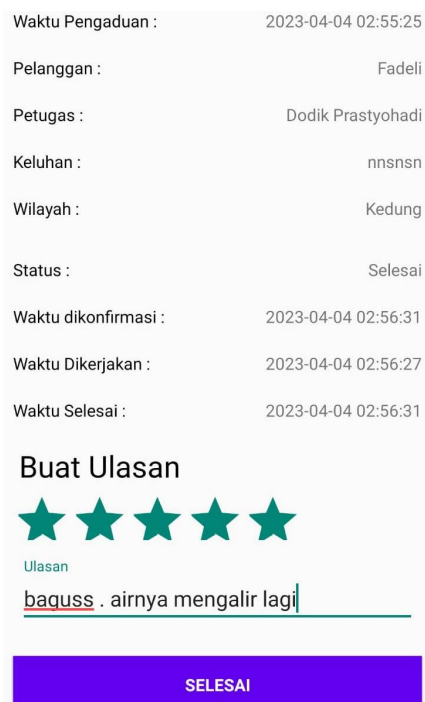 Waktu Pengaduan : 2023-04-04 02:55:25
Pelanggan : Fadeli
Petugas : Dodik Prastyohadi
Keluhan : nnsnsn
Wilayah : Kedung
Status : Selesai
Waktu dikonfirmasi : 2023-04-04 02:56:31
Waktu Dikerjakan : 2023-04-04 02:56:27
Waktu Selesai : 2023-04-04 02:56:31
Buat Ulasan
Ulasan
baguss . airnya mengalir lagi
SELESAI